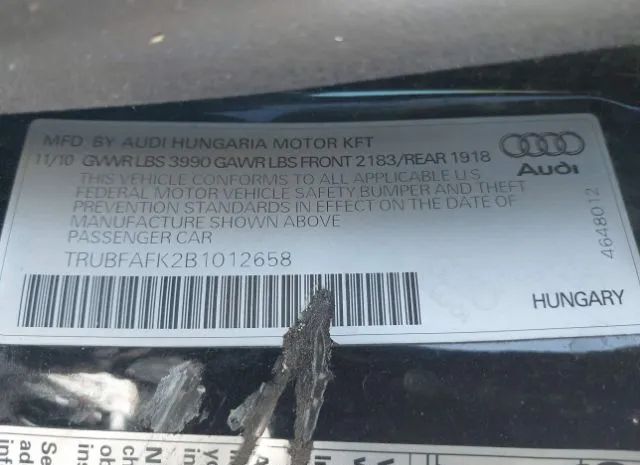 MFD BY AUDI HUNGARIA MOTOR KFT
11/10 GVWR LBS 3990 GAWR LBS FRONT 2183/REAR 1918
THIS VEHICLE CONFORMS TO ALL APPLICABLE U.S
FEDERAL MOTOR VEHICLE SAFETY BUMPER AND THEFT
PREVENTION STANDARDS IN EFFECT ON THE DATE OF
MANUFACTURE SHOWN ABOVE
PASSENGER CAR
TRUBFAFK2B1012658
Audi
4648012
HUNGARY